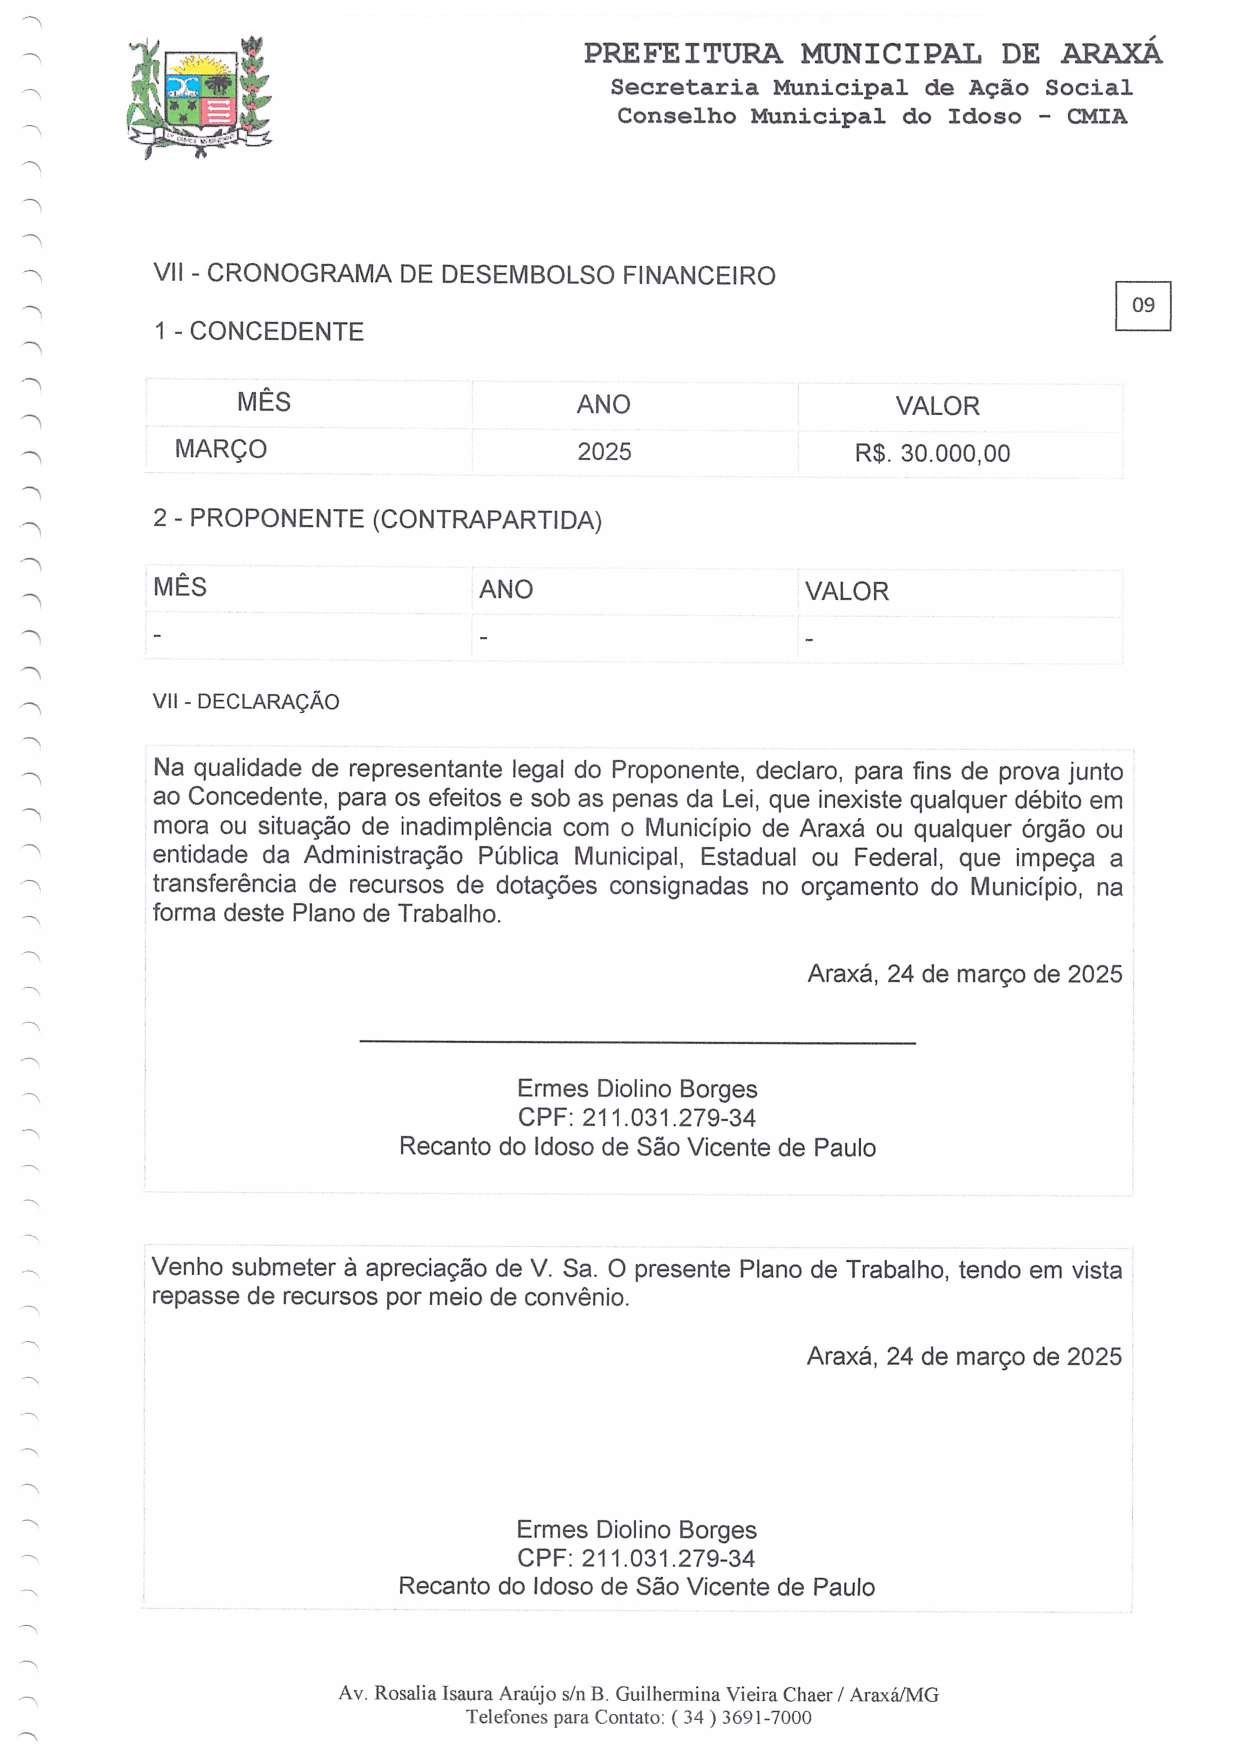 PREFEITURA MUNICIPAL DE ARAXÁ
Secretaria Municipal de Ação Social
Conselho Municipal do Idoso - CMIA
VII - CRONOGRAMA DE DESEMBOLSO FINANCEIRO
09
1 - CONCEDENTE
MÊS ANO VALOR
MARÇO 2025 R$. 30.000,00
2 - PROPONENTE (CONTRAPARTIDA)
MÊS ANO VALOR
- - -
VII - DECLARAÇÃO
Na qualidade de representante legal do Proponente, declaro, para fins de prova junto
ao Concedente, para os efeitos e sob as penas da Lei, que inexiste qualquer débito em
mora ou situação de inadimplência com o Município de Araxá ou qualquer órgão ou
entidade da Administração Pública Municipal, Estadual ou Federal, que impeça a
transferência de recursos de dotações consignadas no orçamento do Município, na
forma deste Plano de Trabalho.
Araxá, 24 de março de 2025
Ermes Diolino Borges
CPF: 211.031.279-34
Recanto do Idoso de São Vicente de Paulo
Venho submeter à apreciação de V. Sa. O presente Plano de Trabalho, tendo em vista
repasse de recursos por meio de convênio.
Araxá, 24 de março de 2025
Ermes Diolino Borges
CPF: 211.031.279-34
Recanto do Idoso de São Vicente de Paulo
Av. Rosalia Isaura Araújo s/n B. Guilhermina Vieira Chaer / Araxá/MG
Telefones para Contato: ( 34 ) 3691-7000